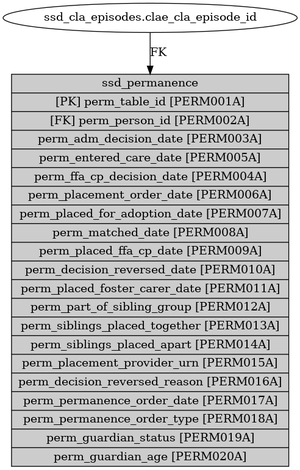 ssd_cla_episodes.clae_cla_episode_id
FK
ssd_permanence
[PK] perm_table_id [PERM001A]
[FK] perm_person_id [PERM002A]
perm_adm_decision_date [PERM003A]
perm_entered_care_date [PERM005A]
perm_ffa_cp_decision_date [PERM004A]
perm_placement_order_date [PERM006A]
perm_placed_for_adoption_date [PERM007A]
perm_matched_date [PERM008A]
perm_placed_ffa_cp_date [PERM009A]
perm_decision_reversed_date [PERM010A]
perm_placed_foster_carer_date [PERM011A]
perm_part_of_sibling_group [PERM012A]
perm_siblings_placed_together [PERM013A]
perm_siblings_placed_apart [PERM014A]
perm_placement_provider_urn [PERM015A]
perm_decision_reversed_reason [PERM016A]
perm_permanence_order_date [PERM017A]
perm_permanence_order_type [PERM018A]
perm_guardian_status [PERM019A]
perm_guardian_age [PERM020A]